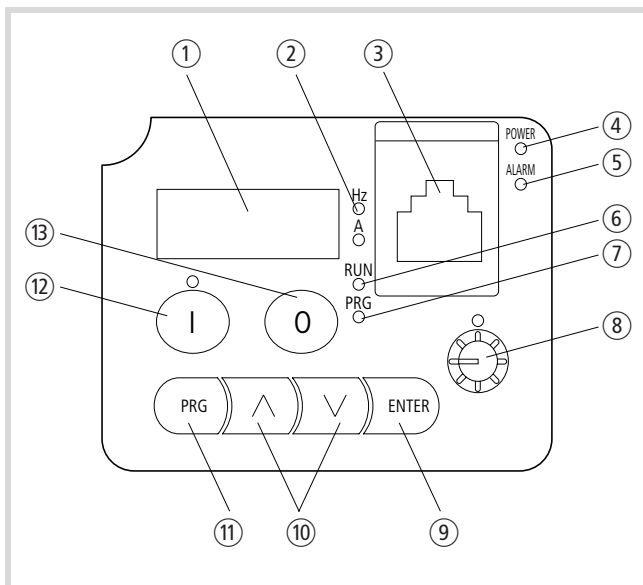 ① ② ③ ④
POWER
⑤
ALARM
Hz
A
⑥
RUN
⑦
PRG
⑬
⑫
I 0
⑧
PRG ∧ ∨ ENTER
⑪ ⑩ ⑨